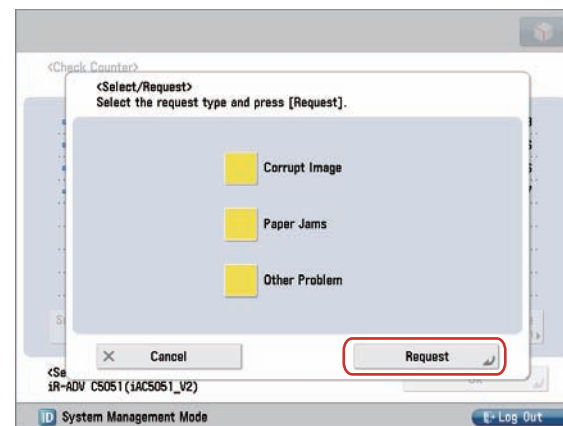 <Check Counter>
<Select/Request>
Select the request type and press [Request].
Corrupt Image
Paper Jams
Other Problem
Cancel
Request
<Se
iR-ADV C5051(iAC5051_V2)
System Management Mode
Log Out